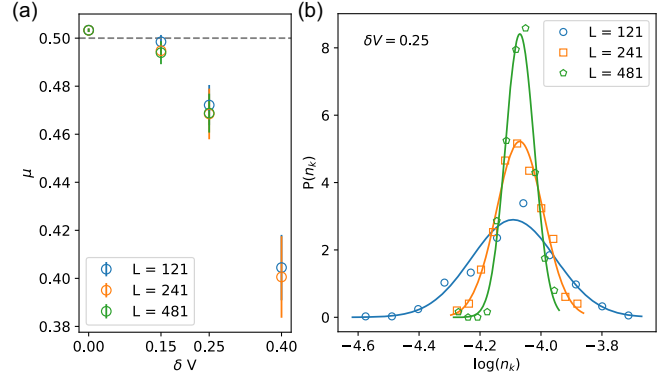 (a)
0.50
0.48
0.46
0.44
0.42
0.40
0.38
μ
L = 121
L = 241
L = 481
0.00
0.15
0.25
0.40
δ V
(b)
δV = 0.25
L = 121
L = 241
L = 481
8
6
4
2
0
P(n_k)
−4.6
−4.4
−4.2
−4.0
−3.8
log(n_k)